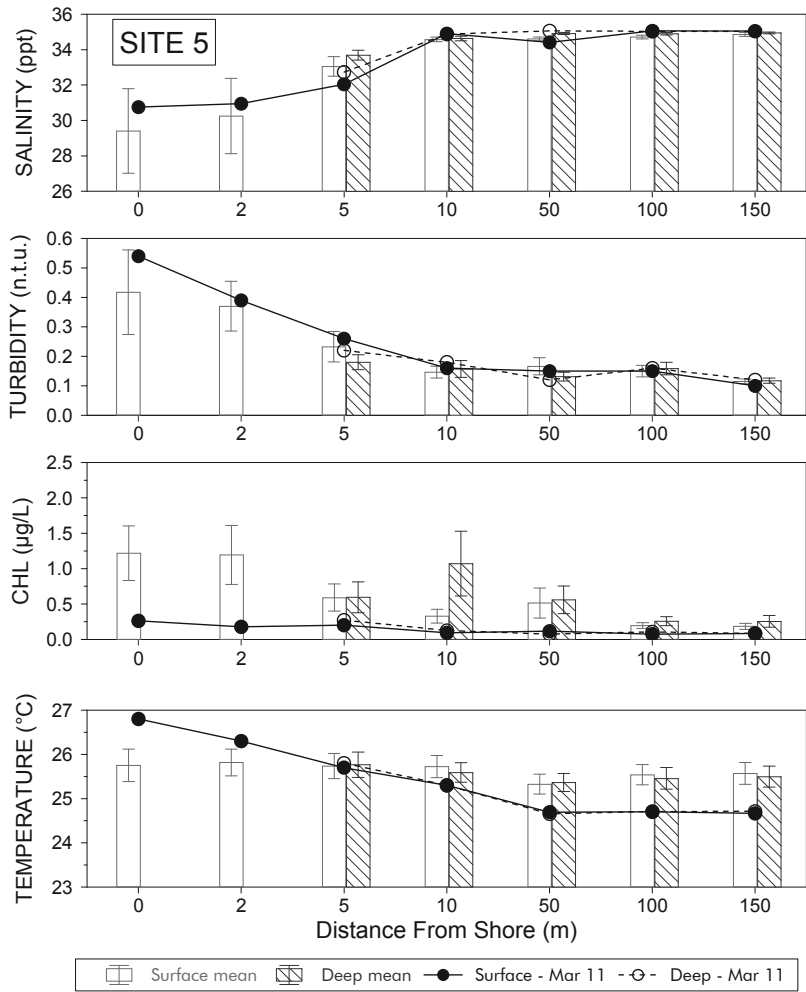 SITE 5
SALINITY (ppt)
36
34
32
30
28
26
0 2 5 10 50 100 150
TURBIDITY (n.t.u.)
0.6
0.5
0.4
0.3
0.2
0.1
0.0
0 2 5 10 50 100 150
CHL (µg/L)
2.5
2.0
1.5
1.0
0.5
0.0
0 2 5 10 50 100 150
TEMPERATURE (°C)
27
26
25
24
23
0 2 5 10 50 100 150
Distance From Shore (m)
Surface mean Deep mean Surface - Mar 11 Deep - Mar 11